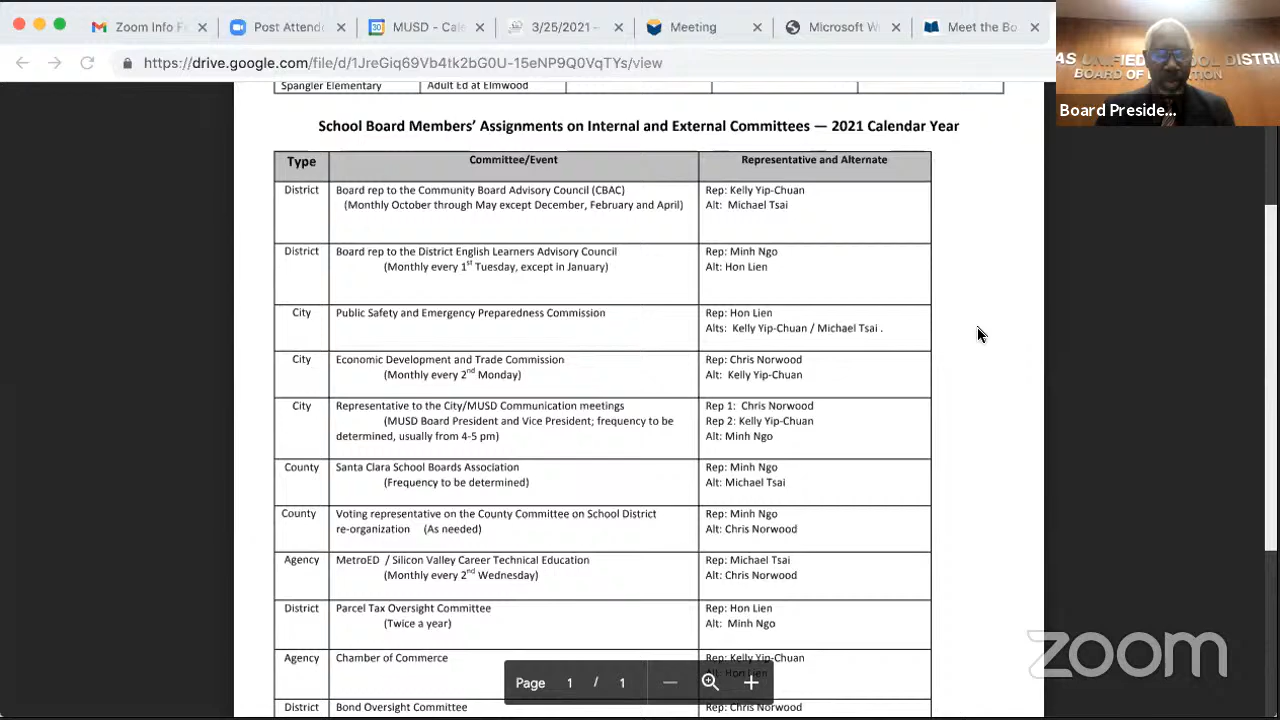 Zoom Info F
Post Attende
MUSD - Cale
3/25/2021 –
Meeting
Microsoft W
Meet the Bo
https://drive.google.com/file/d/1JreGiq69Vb4tk2bG0U-15eNP9Q0VqTYs/view
AS UNIFIED SCHOOL DISTRI
BOARD OF EDUCATION
Board Preside...
Spangler Elementary
Adult Ed at Elmwood
School Board Members' Assignments on Internal and External Committees — 2021 Calendar Year
Type
Committee/Event
Representative and Alternate
District
Board rep to the Community Board Advisory Council (CBAC)
(Monthly October through May except December, February and April)
Rep: Kelly Yip-Chuan
Alt: Michael Tsai
District
Board rep to the District English Learners Advisory Council
(Monthly every 1st Tuesday, except in January)
Rep: Minh Ngo
Alt: Hon Lien
City
Public Safety and Emergency Preparedness Commission
Rep: Hon Lien
Alts: Kelly Yip-Chuan / Michael Tsai .
City
Economic Development and Trade Commission
(Monthly every 2nd Monday)
Rep: Chris Norwood
Alt: Kelly Yip-Chuan
City
Representative to the City/MUSD Communication meetings
(MUSD Board President and Vice President; frequency to be
determined, usually from 4-5 pm)
Rep 1: Chris Norwood
Rep 2: Kelly Yip-Chuan
Alt: Minh Ngo
County
Santa Clara School Boards Association
(Frequency to be determined)
Rep: Minh Ngo
Alt: Michael Tsai
County
Voting representative on the County Committee on School District
re-organization (As needed)
Rep: Minh Ngo
Alt: Chris Norwood
Agency
MetroED / Silicon Valley Career Technical Education
(Monthly every 2nd Wednesday)
Rep: Michael Tsai
Alt: Chris Norwood
District
Parcel Tax Oversight Committee
(Twice a year)
Rep: Hon Lien
Alt: Minh Ngo
Agency
Chamber of Commerce
Rep: Kelly Yip-Chuan
Alt: Hon Lien
District
Bond Oversight Committee
Rep: Chris Norwood
Page 1 / 1
zoom